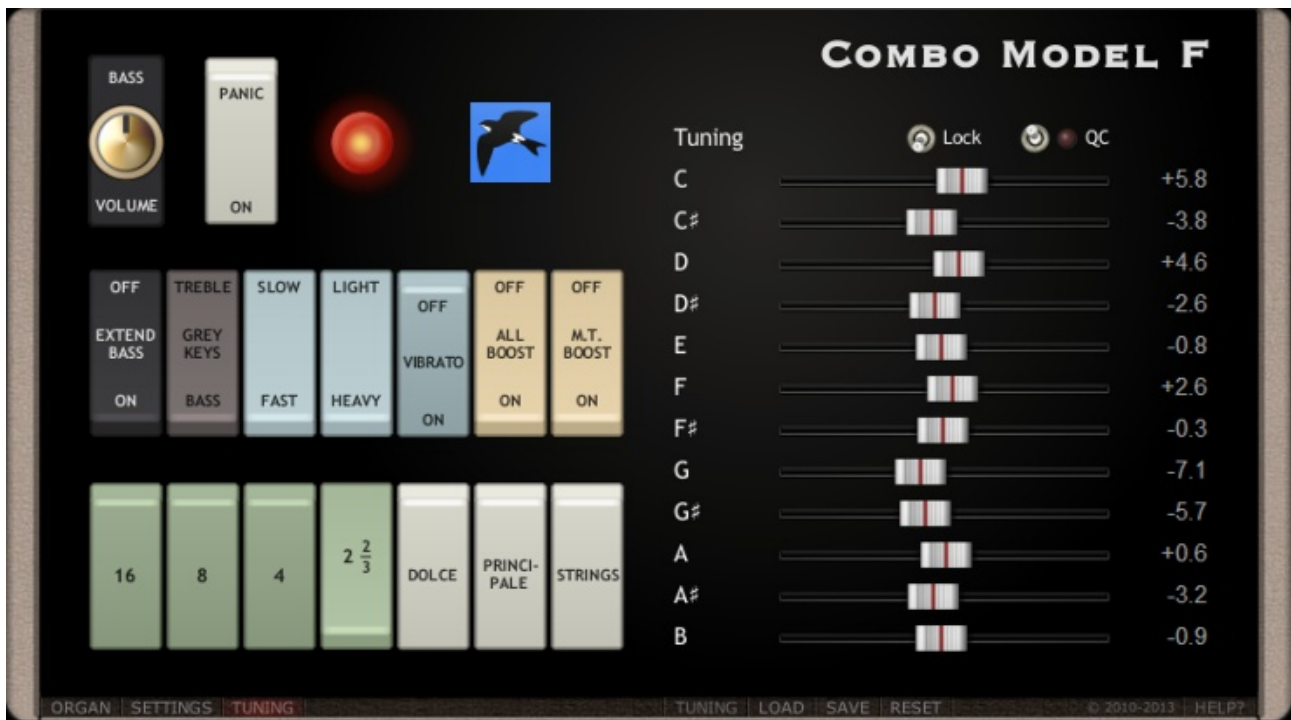 COMBO MODEL F
BASS
VOLUME
PANIC
ON
OFF
EXTEND
BASS
ON
TREBLE
GREY
KEYS
BASS
SLOW
FAST
LIGHT
HEAVY
OFF
VIBRATO
ON
OFF
ALL
BOOST
ON
OFF
M.T.
BOOST
ON
16
8
4
2 2/3
DOLCE
PRINCI-
PALE
STRINGS
Tuning Lock QC
C +5.8
C♯ -3.8
D +4.6
D♯ -2.6
E -0.8
F +2.6
F♯ -0.3
G -7.1
G♯ -5.7
A +0.6
A♯ -3.2
B -0.9
ORGAN SETTINGS TUNING TUNING LOAD SAVE RESET © 2010-2013 HELP?